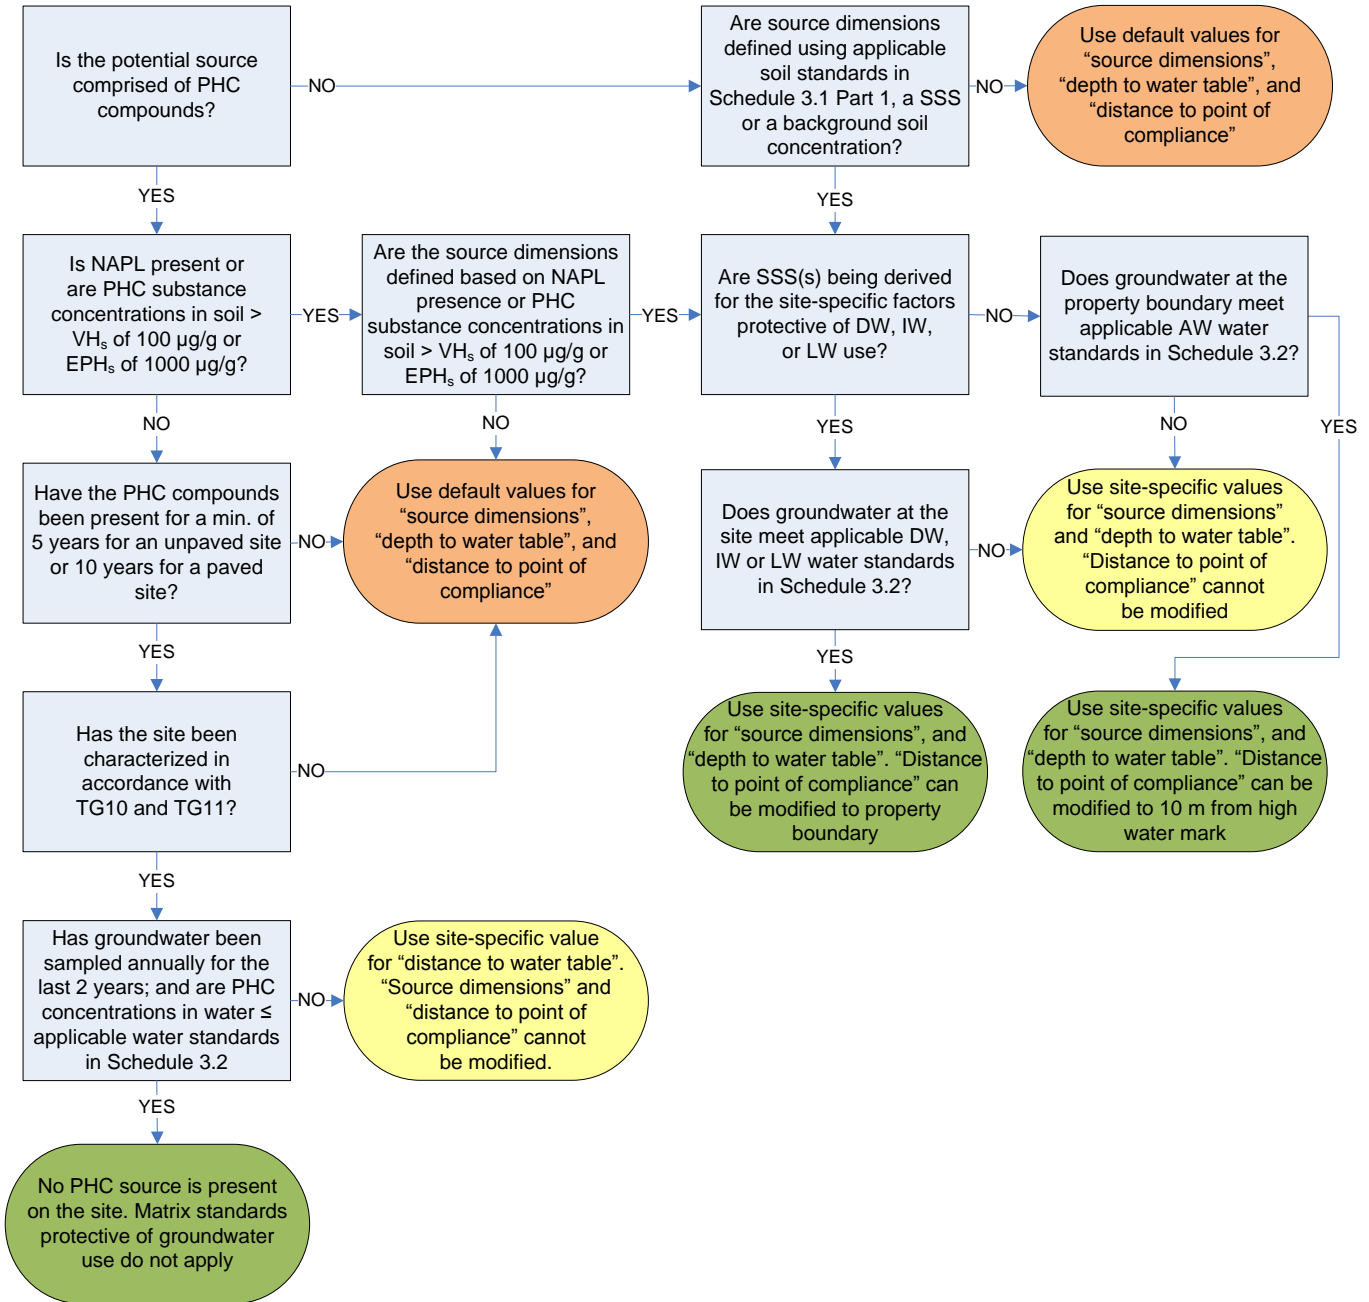 Is the potential source
comprised of PHC
compounds?
NO
Are source dimensions
defined using applicable
soil standards in
Schedule 3.1 Part 1, a SSS
or a background soil
concentration?
NO
Use default values for
“source dimensions”,
“depth to water table”, and
“distance to point of
compliance”
YES
YES
Is NAPL present or
are PHC substance
concentrations in soil >
VHs of 100 µg/g or
EPHs of 1000 µg/g?
YES
Are the source dimensions
defined based on NAPL
presence or PHC
substance concentrations in
soil > VHs of 100 µg/g or
EPHs of 1000 µg/g?
YES
Are SSS(s) being derived
for the site-specific factors
protective of DW, IW,
or LW use?
NO
Does groundwater at the
property boundary meet
applicable AW water
standards in Schedule 3.2?
NO
NO
YES
NO
YES
Have the PHC compounds
been present for a min. of
5 years for an unpaved site
or 10 years for a paved
site?
NO
Use default values for
“source dimensions”,
“depth to water table”, and
“distance to point of
compliance”
Does groundwater at the
site meet applicable DW,
IW or LW water standards
in Schedule 3.2?
NO
Use site-specific values
for “source dimensions”
and “depth to water table”.
“Distance to point of
compliance” cannot
be modified
YES
YES
Has the site been
characterized in
accordance with
TG10 and TG11?
NO
Use site-specific values
for “source dimensions”, and
“depth to water table”. “Distance
to point of compliance” can
be modified to property
boundary
Use site-specific values
for “source dimensions”, and
“depth to water table”. “Distance
to point of compliance” can be
modified to 10 m from high
water mark
YES
Has groundwater been
sampled annually for the
last 2 years; and are PHC
concentrations in water ≤
applicable water standards
in Schedule 3.2
NO
Use site-specific value
for “distance to water table”.
“Source dimensions” and
“distance to point of
compliance” cannot
be modified.
YES
No PHC source is present
on the site. Matrix standards
protective of groundwater
use do not apply